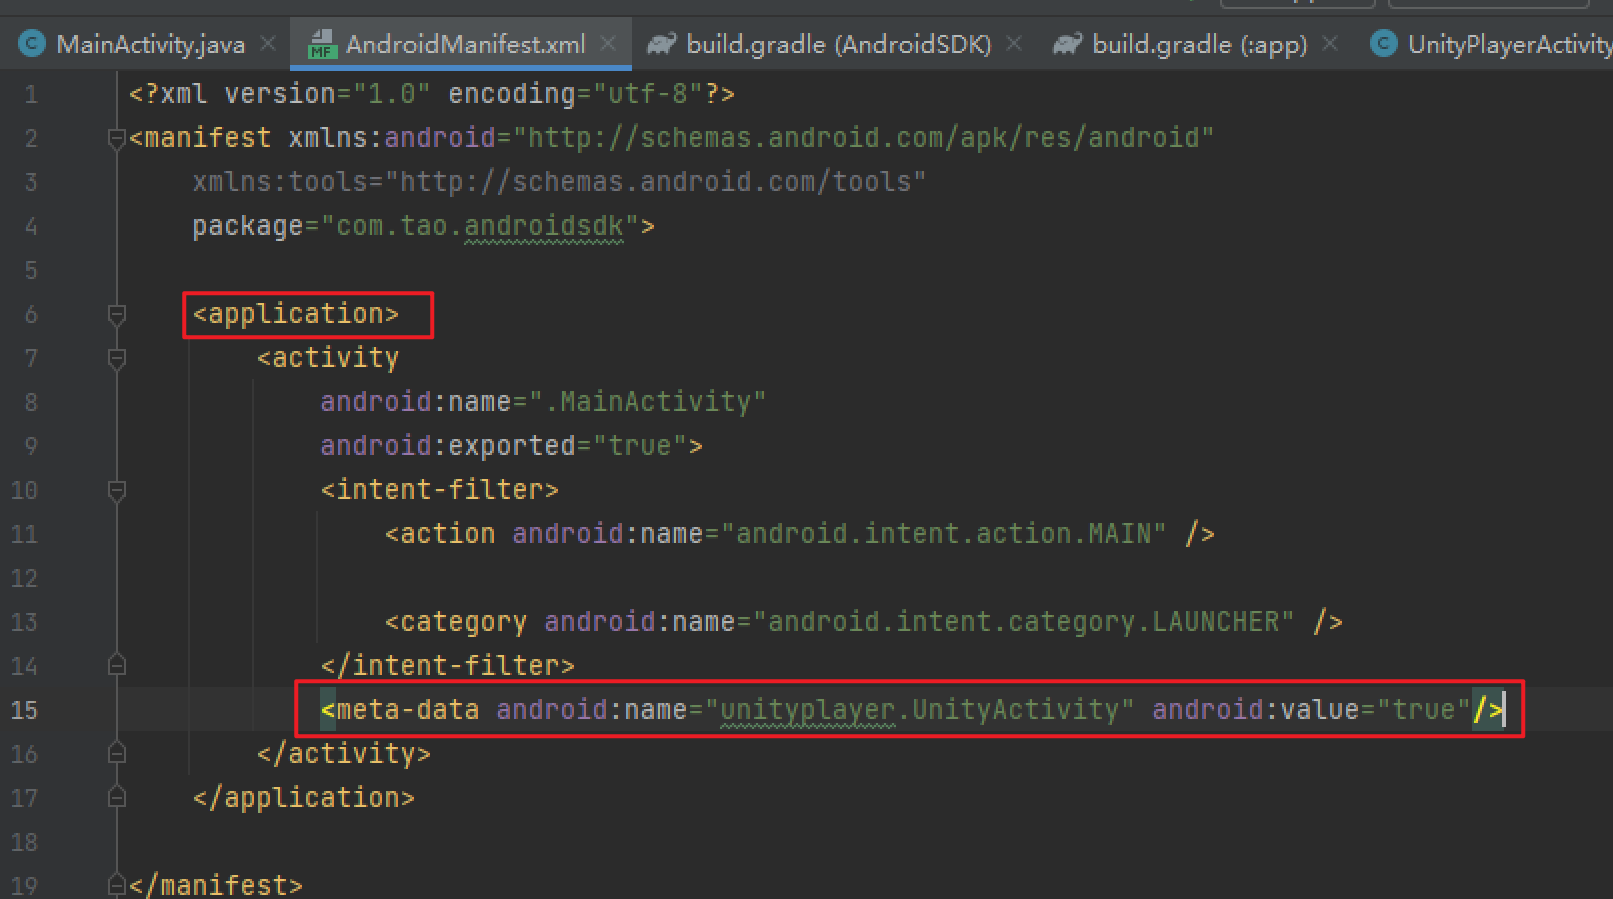 MainActivity.java AndroidManifest.xml build.gradle (AndroidSDK) build.gradle (:app) UnityPlayerActivity
1 <?xml version="1.0" encoding="utf-8"?>
2 <manifest xmlns:android="http://schemas.android.com/apk/res/android"
3 xmlns:tools="http://schemas.android.com/tools"
4 package="com.tao.androidsdk">
5
6 <application>
7 <activity
8 android:name=".MainActivity"
9 android:exported="true">
10 <intent-filter>
11 <action android:name="android.intent.action.MAIN" />
12
13 <category android:name="android.intent.category.LAUNCHER" />
14 </intent-filter>
15 <meta-data android:name="unityplayer.UnityActivity" android:value="true"/>
16 </activity>
17 </application>
18
19 </manifest>